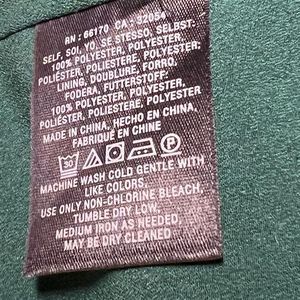 RN : 66170 CA : 32054
SELF, SOI, YO, SE STESSO, SELBST:
100% POLYESTER, POLYESTER,
POLIÉSTER, POLIESTERE, POLYESTER.
LINING, DOUBLURE, FORRO,
FODERA, FUTTERSTOFF:
100% POLYESTER, POLYESTER,
POLIÉSTER, POLIESTERE, POLYESTER
MADE IN CHINA, HECHO EN CHINA,
FABRIQUÉ EN CHINE
MACHINE WASH COLD GENTLE WITH
LIKE COLORS,
USE ONLY NON-CHLORINE BLEACH,
TUMBLE DRY LOW,
MEDIUM IRON AS NEEDED,
MAY BE DRY CLEANED